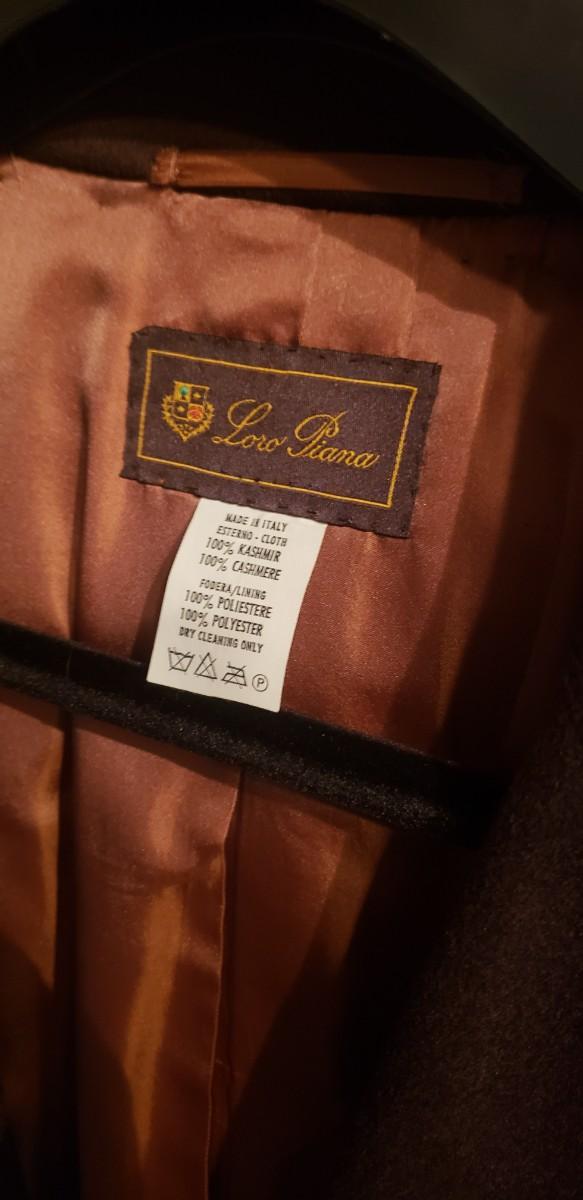 Loro Piana
MADE IN ITALY
ESTERNO - CLOTH
100% KASHMIR
100% CASHMERE
FODERA/LINING
100% POLIESTERE
100% POLYESTER
DRY CLEANING ONLY
P